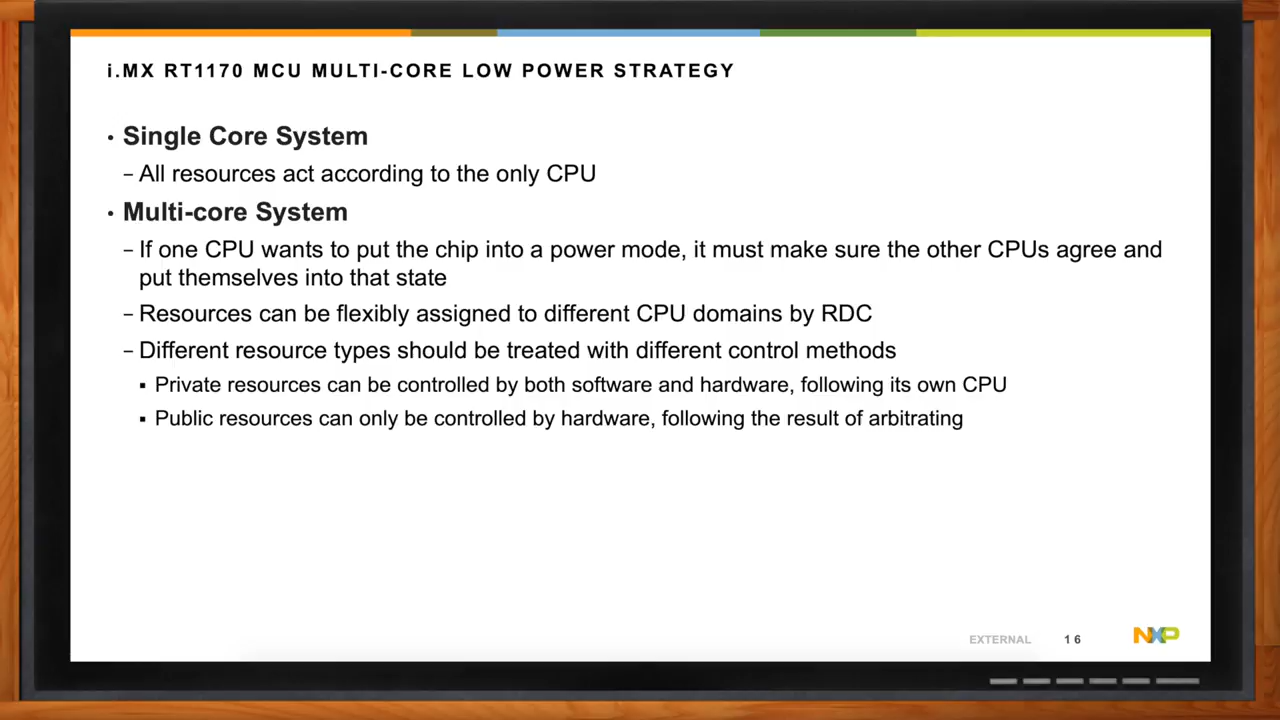 i.MX RT1170 MCU MULTI-CORE LOW POWER STRATEGY
• Single Core System
– All resources act according to the only CPU
• Multi-core System
– If one CPU wants to put the chip into a power mode, it must make sure the other CPUs agree and
put themselves into that state
– Resources can be flexibly assigned to different CPU domains by RDC
– Different resource types should be treated with different control methods
▪ Private resources can be controlled by both software and hardware, following its own CPU
▪ Public resources can only be controlled by hardware, following the result of arbitrating
EXTERNAL 16 NXP